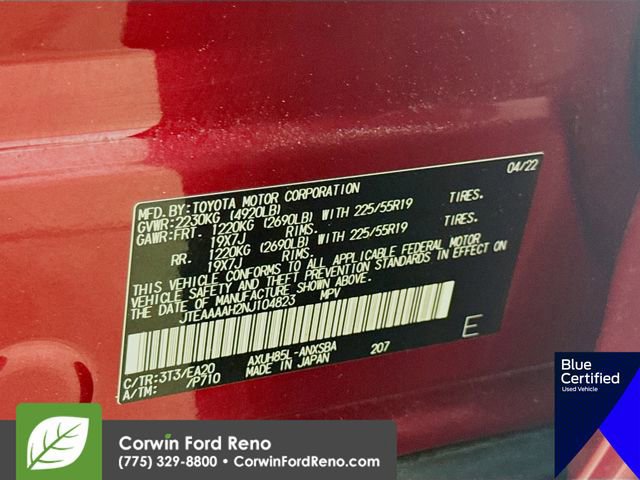 MFD. BY: TOYOTA MOTOR CORPORATION 04/22
GVWR: 2230KG (4920LB)
GAWR: FRT. 1220KG (2690LB) WITH 225/55R19 TIRES.
19X7J RIMS.
RR. 1220KG (2690LB) WITH 225/55R19 TIRES.
19X7J RIMS.
THIS VEHICLE CONFORMS TO ALL APPLICABLE FEDERAL MOTOR
VEHICLE SAFETY AND THEFT PREVENTION STANDARDS IN EFFECT ON
THE DATE OF MANUFACTURE SHOWN ABOVE.
JTEAAAAH2NJ104823 MPV
E
C/TR: 3T3/EA20 AXUH85L-ANXSBA 207
A/TM: /P710 MADE IN JAPAN
Blue
Certified
Used Vehicle
Corwin Ford Reno
(775) 329-8800 • CorwinFordReno.com